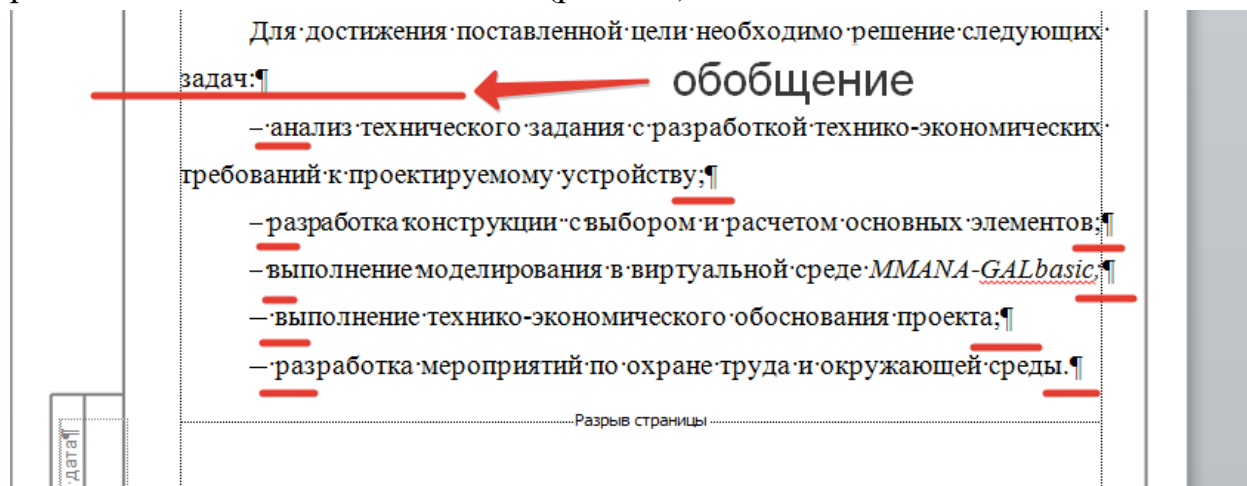 Для достижения поставленной цели необходимо решение следующих
задач:¶
обобщение
– анализ технического задания с разработкой технико-экономических
требований к проектируемому устройству;¶
– разработка конструкции с выбором и расчетом основных элементов;¶
– выполнение моделирования в виртуальной среде MMANA-GALbasic;¶
– выполнение технико-экономического обоснования проекта;¶
– разработка мероприятий по охране труда и окружающей среды.¶
Разрыв страницы
дата¶